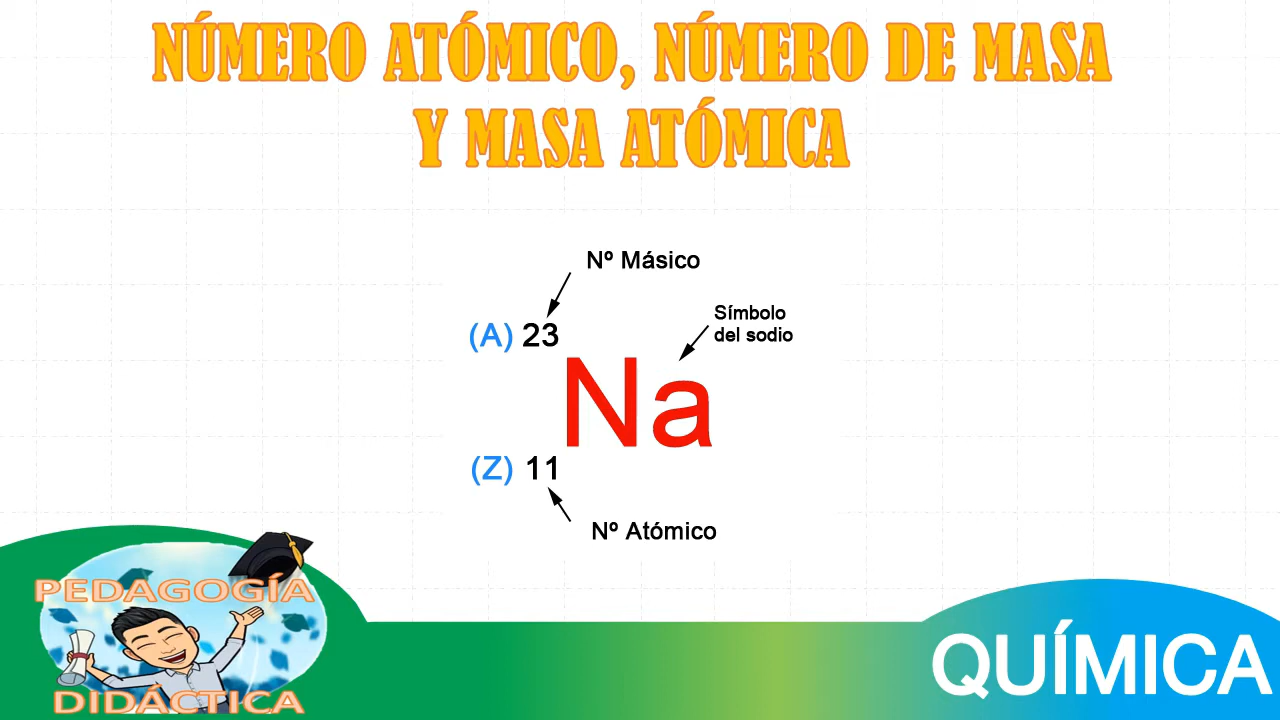 NÚMERO ATÓMICO, NÚMERO DE MASA
Y MASA ATÓMICA
Nº Másico
Símbolo
del sodio
(A) 23
Na
(Z) 11
Nº Atómico
PEDAGOGÍA
DIDÁCTICA
QUÍMICA